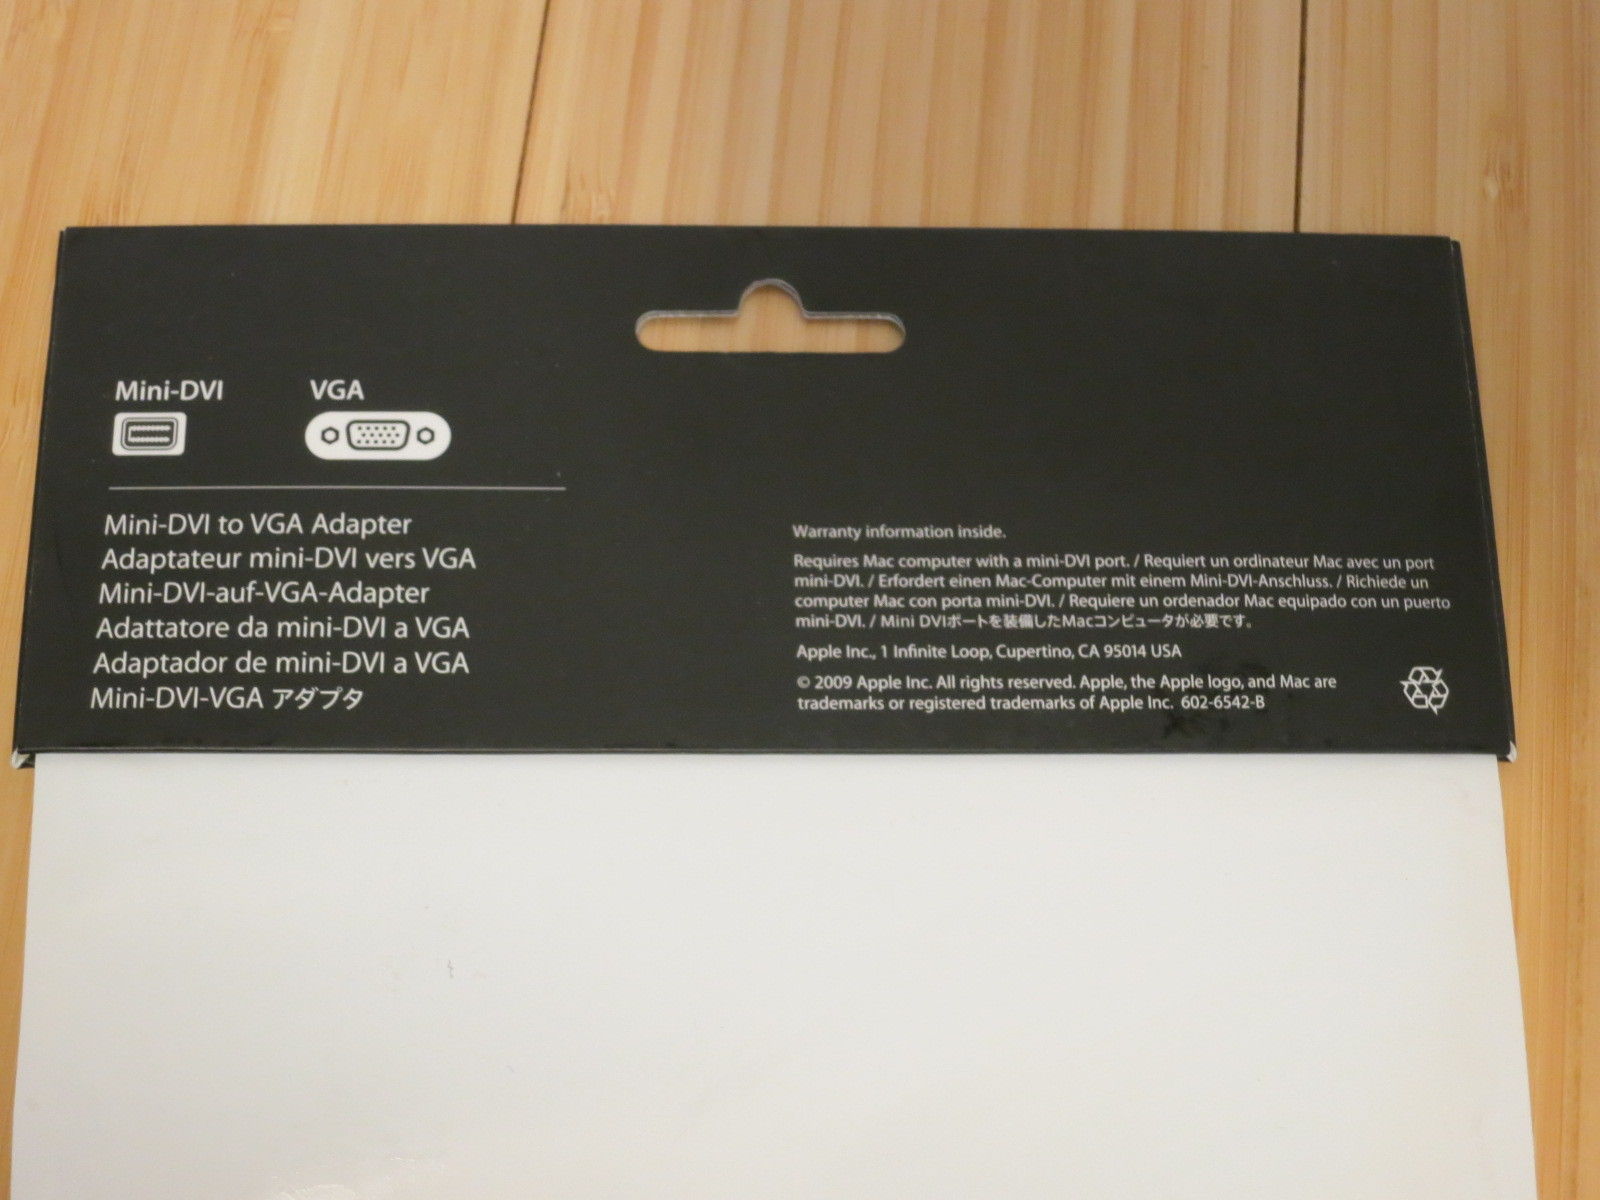 Mini-DVI
VGA
Mini-DVI to VGA Adapter
Adaptateur mini-DVI vers VGA
Mini-DVI-auf-VGA-Adapter
Adattatore da mini-DVI a VGA
Adaptador de mini-DVI a VGA
Mini-DVI-VGA アダプタ
Warranty information inside.
Requires Mac computer with a mini-DVI port. / Requiert un ordinateur Mac avec un port
mini-DVI. / Erfordert einen Mac-Computer mit einem Mini-DVI-Anschluss. / Richiede un
computer Mac con porta mini-DVI. / Requiere un ordenador Mac equipado con un puerto
mini-DVI. / Mini DVIポートを装備したMacコンピュータが必要です。
Apple Inc., 1 Infinite Loop, Cupertino, CA 95014 USA
© 2009 Apple Inc. All rights reserved. Apple, the Apple logo, and Mac are
trademarks or registered trademarks of Apple Inc. 602-6542-B